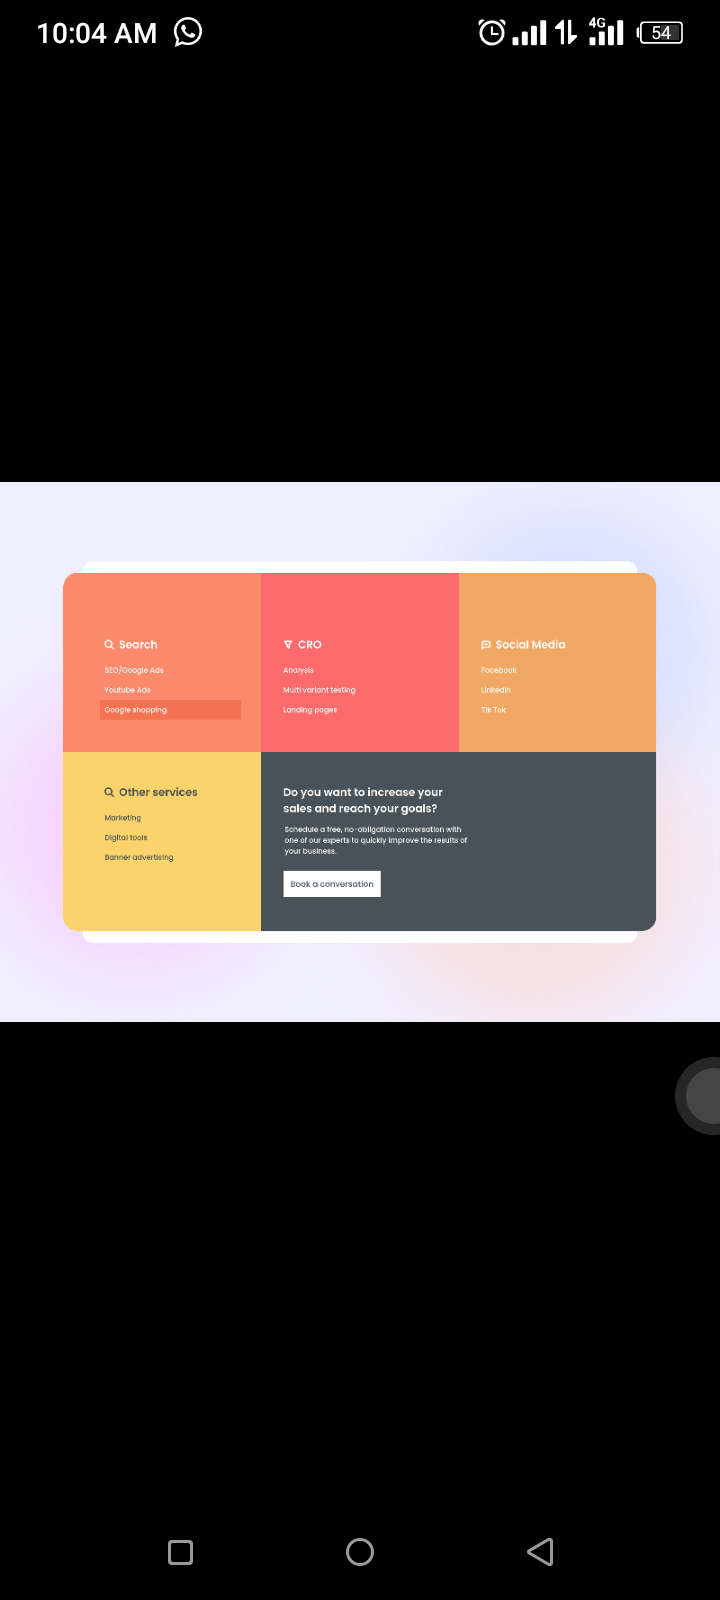 10:04 AM
4G
54
Search
SEO/Google Ads
Youtube Ads
Google shopping
CRO
Analysis
Multi variant testing
Landing pages
Social Media
Facebook
LinkedIn
Tik Tok
Other services
Marketing
Digital tools
Banner advertising
Do you want to increase your
sales and reach your goals?
Schedule a free, no-obligation conversation with
one of our experts to quickly improve the results of
your business.
Book a conversation